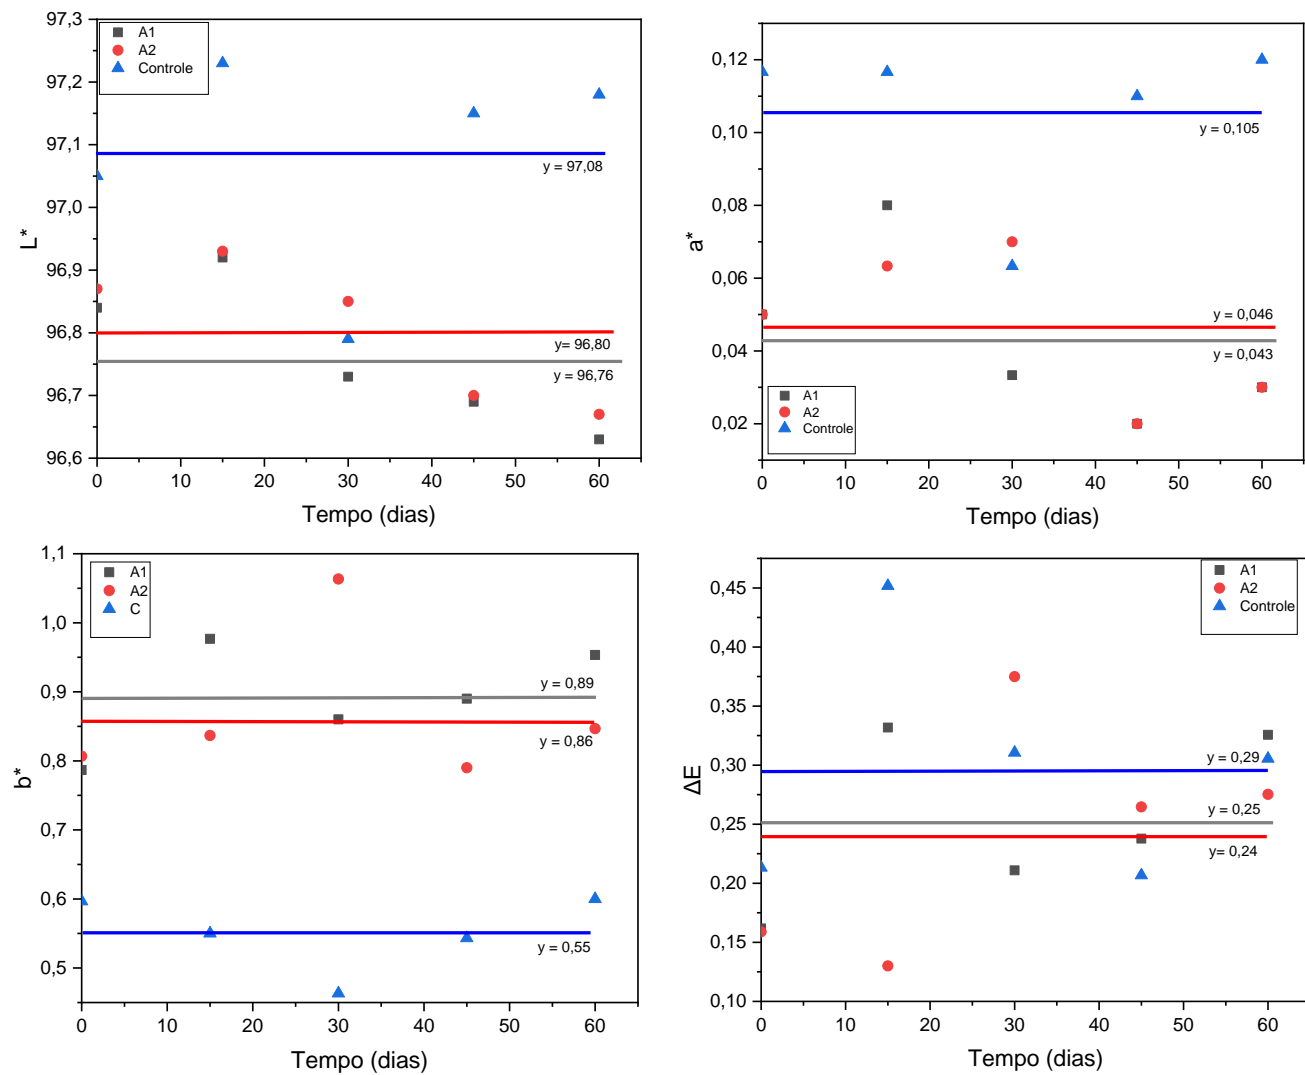 97,3
97,2
97,1
97,0
96,9
96,8
96,7
96,6
L*
A1
A2
Controle
y = 97,08
y= 96,80
y = 96,76
0 10 20 30 40 50 60
Tempo (dias)
0,12
0,10
0,08
0,06
0,04
0,02
a*
y = 0,105
y = 0,046
y = 0,043
A1
A2
Controle
0 10 20 30 40 50 60
Tempo (dias)
1,1
1,0
0,9
0,8
0,7
0,6
0,5
b*
A1
A2
C
y = 0,89
y = 0,86
y = 0,55
0 10 20 30 40 50 60
Tempo (dias)
0,45
0,40
0,35
0,30
0,25
0,20
0,15
0,10
ΔE
A1
A2
Controle
y = 0,29
y = 0,25
y= 0,24
0 10 20 30 40 50 60
Tempo (dias)